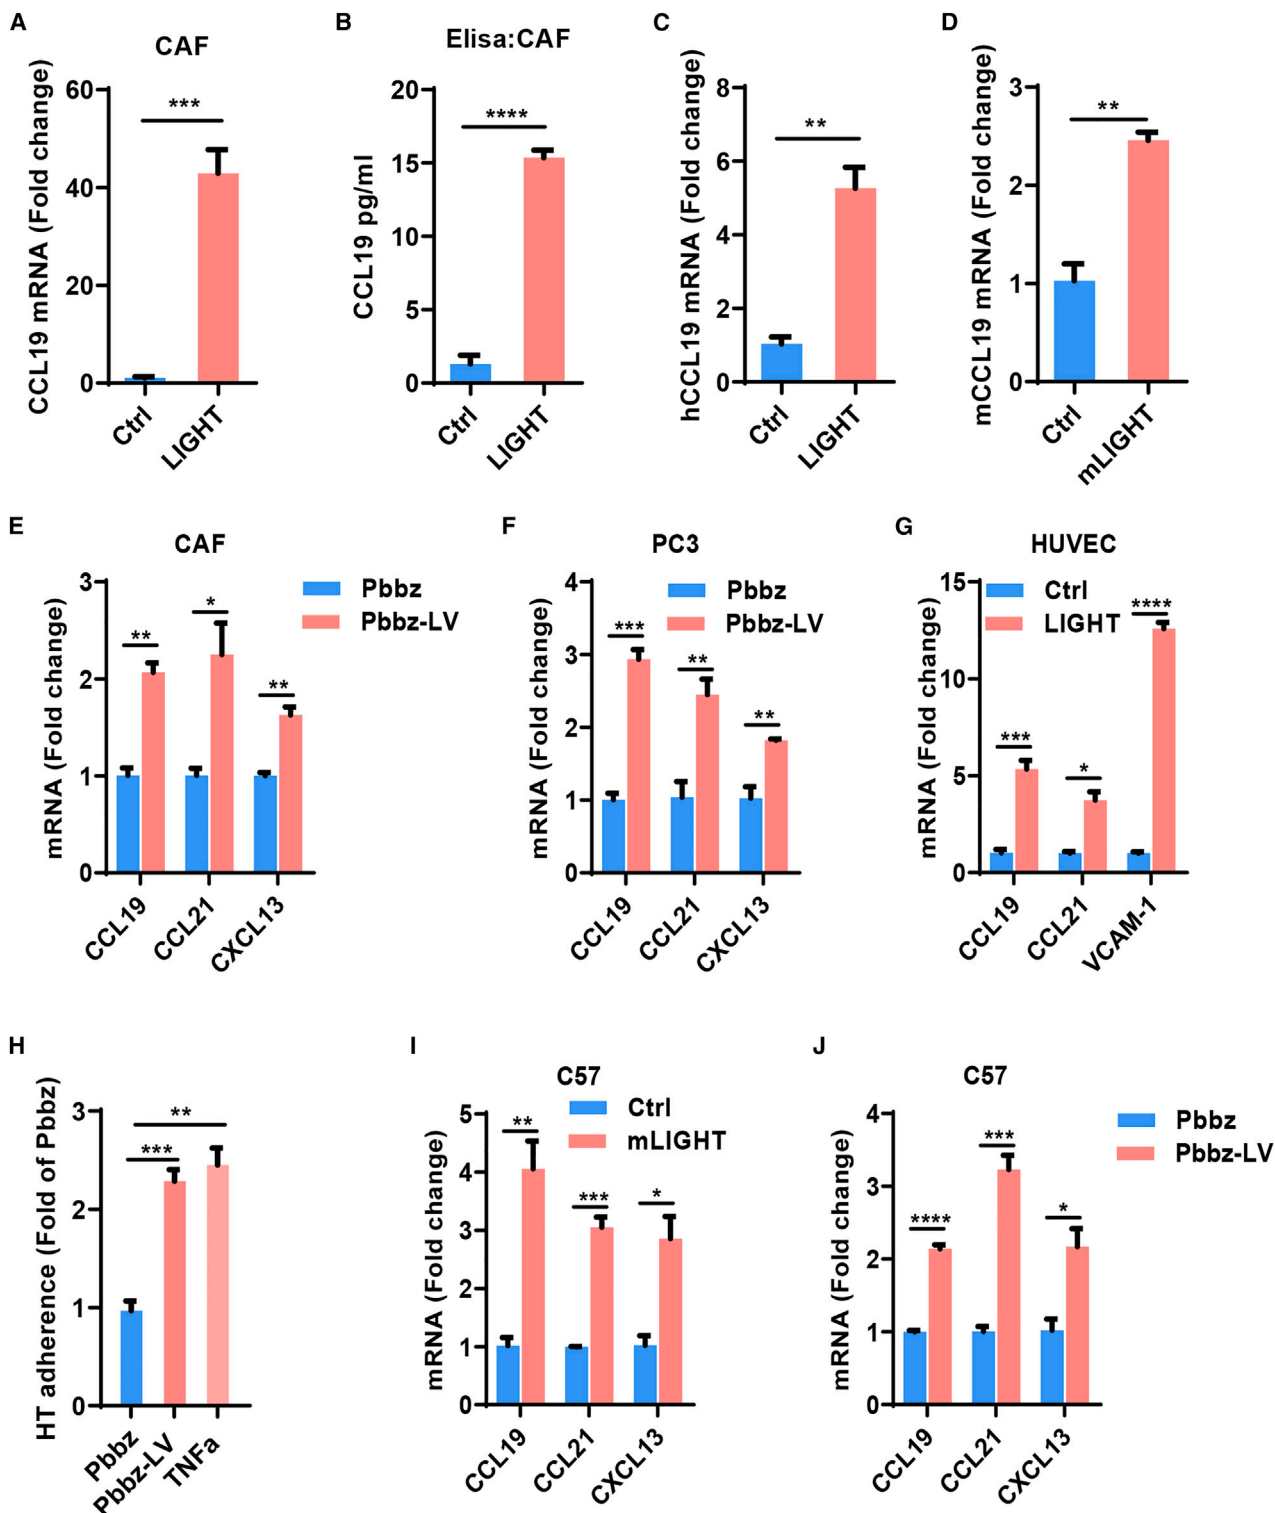 A
CAF
CCL19 mRNA (Fold change)
60
40
20
0
***
Ctrl
LIGHT
B
Elisa:CAF
CCL19 pg/ml
20
15
10
5
0
****
Ctrl
LIGHT
C
hCCL19 mRNA (Fold change)
8
6
4
2
0
**
Ctrl
LIGHT
D
mCCL19 mRNA (Fold change)
3
2
1
0
**
Ctrl
mLIGHT
E
CAF
mRNA (Fold change)
3
2
1
0
**
*
**
Pbbz
Pbbz-LV
CCL19
CCL21
CXCL13
F
PC3
mRNA (Fold change)
4
3
2
1
0
***
**
**
Pbbz
Pbbz-LV
CCL19
CCL21
CXCL13
G
HUVEC
mRNA (Fold change)
15
10
5
0
Ctrl
LIGHT
***
*
****
CCL19
CCL21
VCAM-1
H
HT adherence (Fold of Pbbz)
3
2
1
0
**
***
Pbbz
Pbbz-LV
TNFa
I
C57
mRNA (Fold change)
5
4
3
2
1
0
**
***
*
Ctrl
mLIGHT
CCL19
CCL21
CXCL13
J
C57
mRNA (Fold change)
4
3
2
1
0
****
***
*
Pbbz
Pbbz-LV
CCL19
CCL21
CXCL13